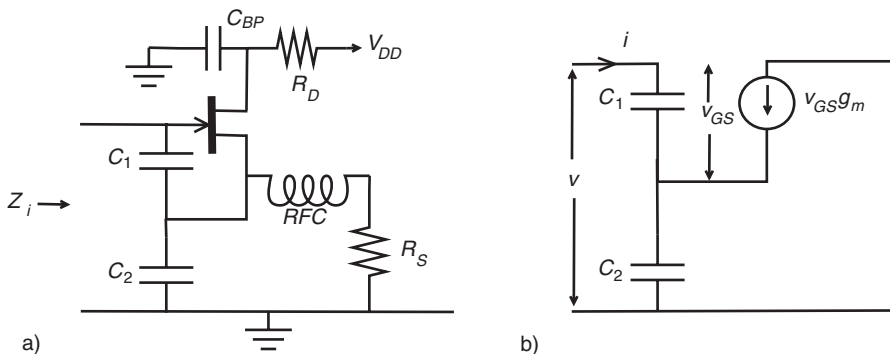 C_BP
V_DD
R_D
C_1
Z_i
RFC
R_S
C_2
a)
i
C_1
v_GS
v_GS g_m
v
C_2
b)